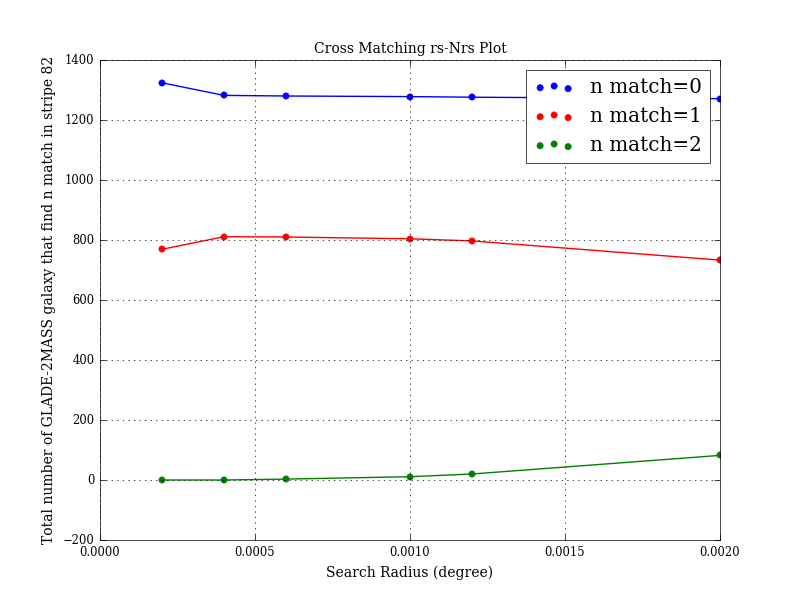 Cross Matching rs-Nrs Plot
Total number of GLADE-2MASS galaxy that find n match in stripe 82
1400
1200
1000
800
600
400
200
0
−200
n match=0
n match=1
n match=2
0.0000
0.0005
0.0010
0.0015
0.0020
Search Radius (degree)